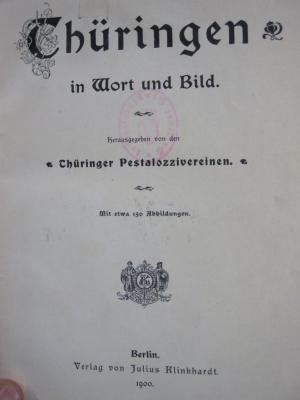 Thüringen
in Wort und Bild.
Herausgegeben von den
Thüringer Pestalozzivereinen.
Mit etwa 150 Abbildungen.
Berlin.
Verlag von Julius Klinkhardt.
1900.